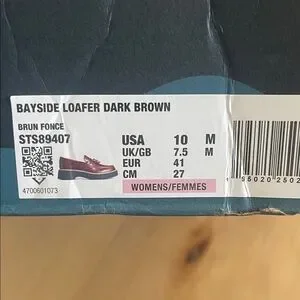 BAYSIDE LOAFER DARK BROWN
BRUN FONCE
STS89407
USA 10 M
UK/GB 7.5 M
EUR 41
CM 27
WOMENS/FEMMES
4700601073